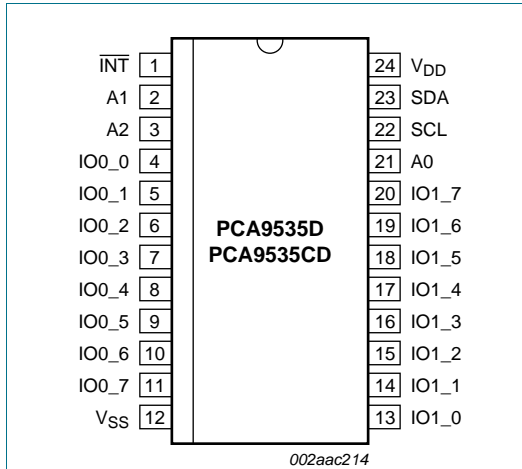 INT 1 24 VDD
A1 2 23 SDA
A2 3 22 SCL
IO0_0 4 21 A0
IO0_1 5 20 IO1_7
IO0_2 6 19 IO1_6
IO0_3 7 18 IO1_5
IO0_4 8 17 IO1_4
IO0_5 9 16 IO1_3
IO0_6 10 15 IO1_2
IO0_7 11 14 IO1_1
VSS 12 13 IO1_0
PCA9535D
PCA9535CD
002aac214